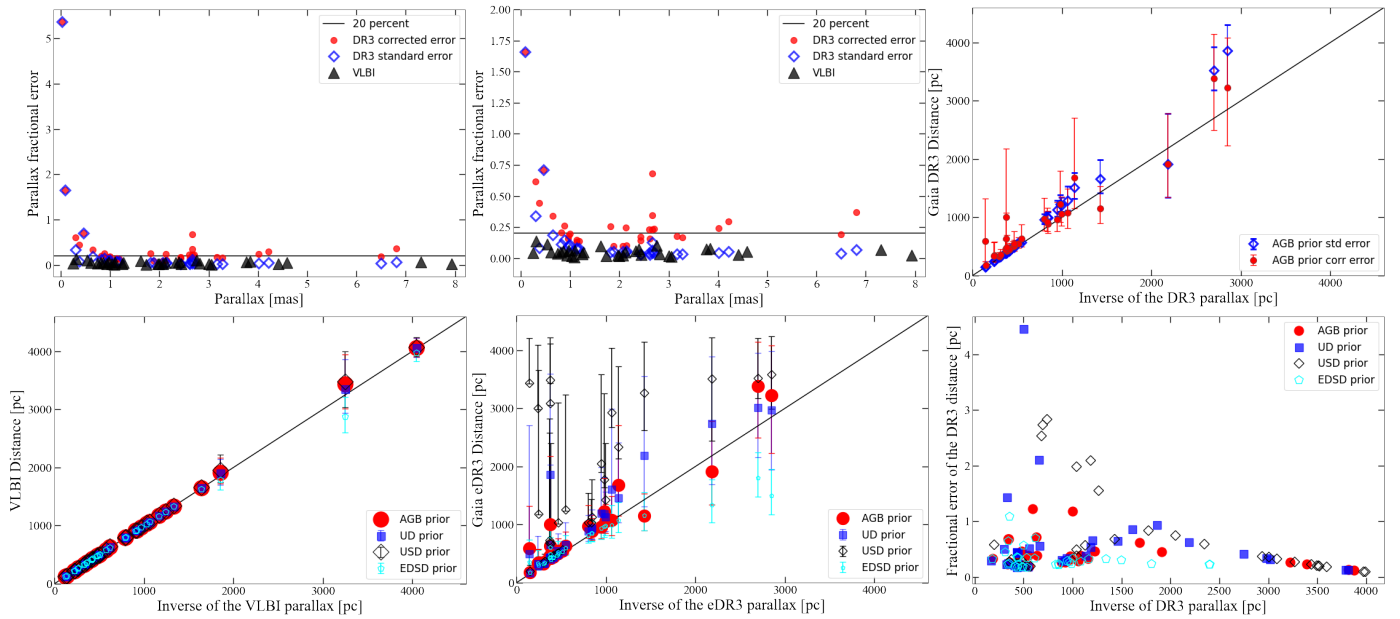 Parallax fractional error
5
4
3
2
1
0
20 percent
DR3 corrected error
DR3 standard error
VLBI
0 1 2 3 4 5 6 7 8
Parallax [mas]
Parallax fractional error
2.00
1.75
1.50
1.25
1.00
0.75
0.50
0.25
0.00
20 percent
DR3 corrected error
DR3 standard error
VLBI
0 1 2 3 4 5 6 7 8
Parallax [mas]
Gaia DR3 Distance [pc]
4000
3000
2000
1000
0
AGB prior std error
AGB prior corr error
0 1000 2000 3000 4000
Inverse of the DR3 parallax [pc]
VLBI Distance [pc]
4000
3000
2000
1000
0
AGB prior
UD prior
USD prior
EDSD prior
0 1000 2000 3000 4000
Inverse of the VLBI parallax [pc]
Gaia eDR3 Distance [pc]
4000
3000
2000
1000
0
AGB prior
UD prior
USD prior
EDSD prior
0 1000 2000 3000 4000
Inverse of the eDR3 parallax [pc]
Fractional error of the DR3 distance [pc]
4
3
2
1
0
AGB prior
UD prior
USD prior
EDSD prior
0 500 1000 1500 2000 2500 3000 3500 4000
Inverse of DR3 parallax [pc]